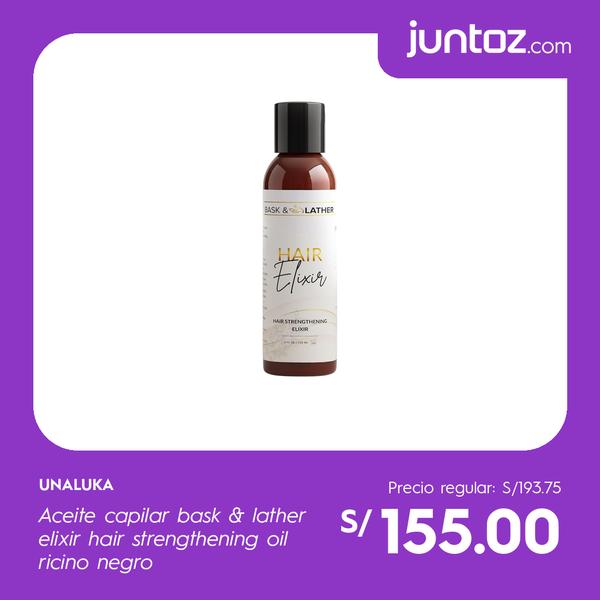 juntoz.com
BASK & LATHER
HAIR
Elixir
HAIR STRENGTHENING
ELIXIR
UNALUKA
Aceite capilar bask & lather
elixir hair strengthening oil
ricino negro
Precio regular: S/193.75
S/155.00